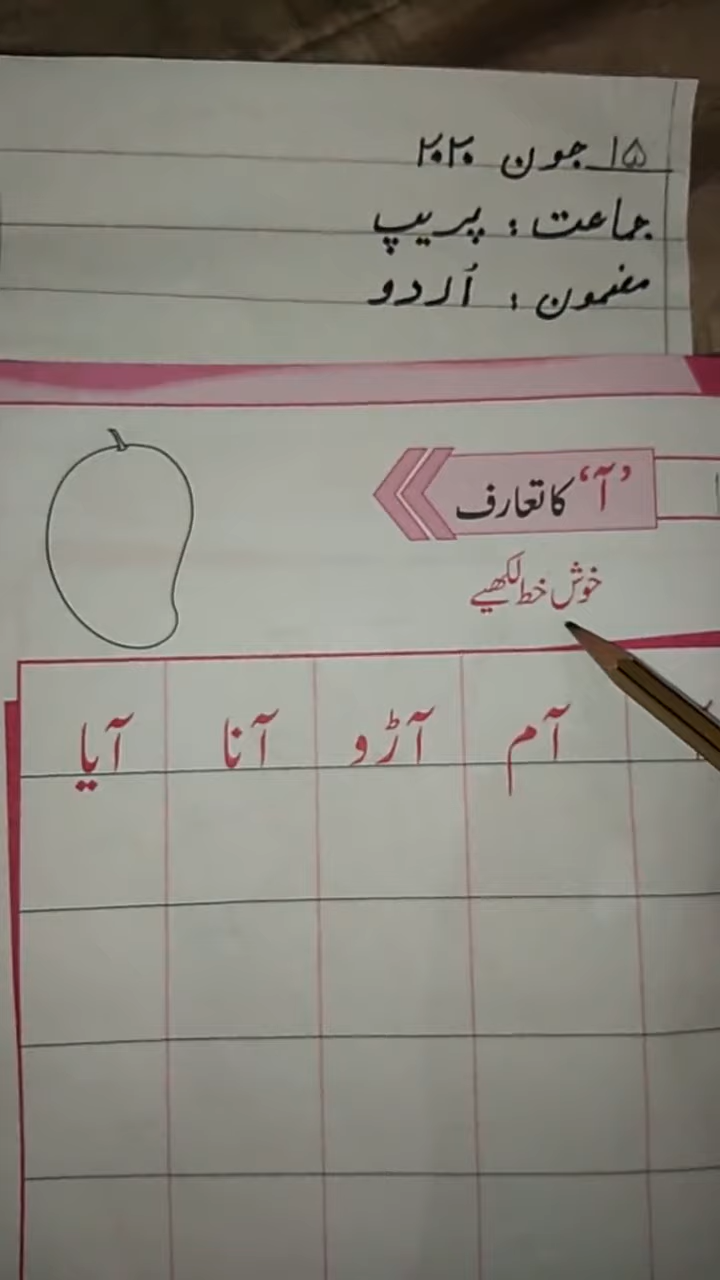 ۱۵ جون ۲۰۲۰
جماعت : پریپ
مضمون : اُردو
’آ‘ کا تعارف
خوش خط لکھیے
آم آڑو آنا آیا